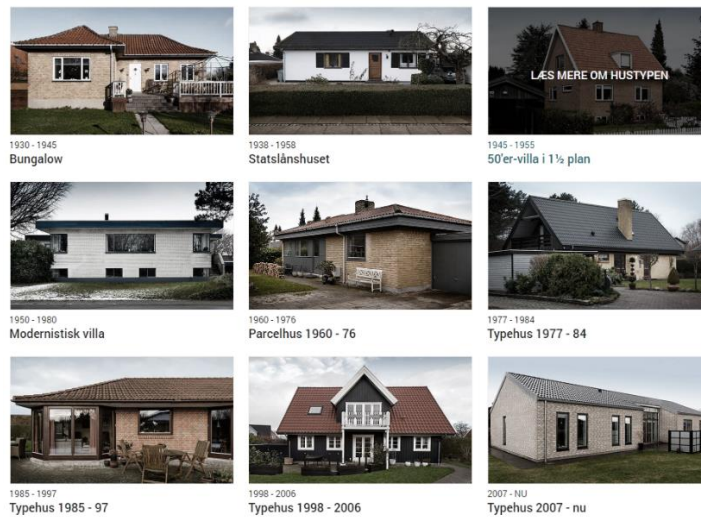 LÆS MERE OM HUSTYPEN
1930 - 1945
Bungalow
1938 - 1958
Statslånshuset
1945 - 1955
50'er-villa i 1½ plan
1950 - 1980
Modernistisk villa
1960 - 1976
Parcelhus 1960 - 76
1977 - 1984
Typehus 1977 - 84
1985 - 1997
Typehus 1985 - 97
1998 - 2006
Typehus 1998 - 2006
2007 - NU
Typehus 2007 - nu